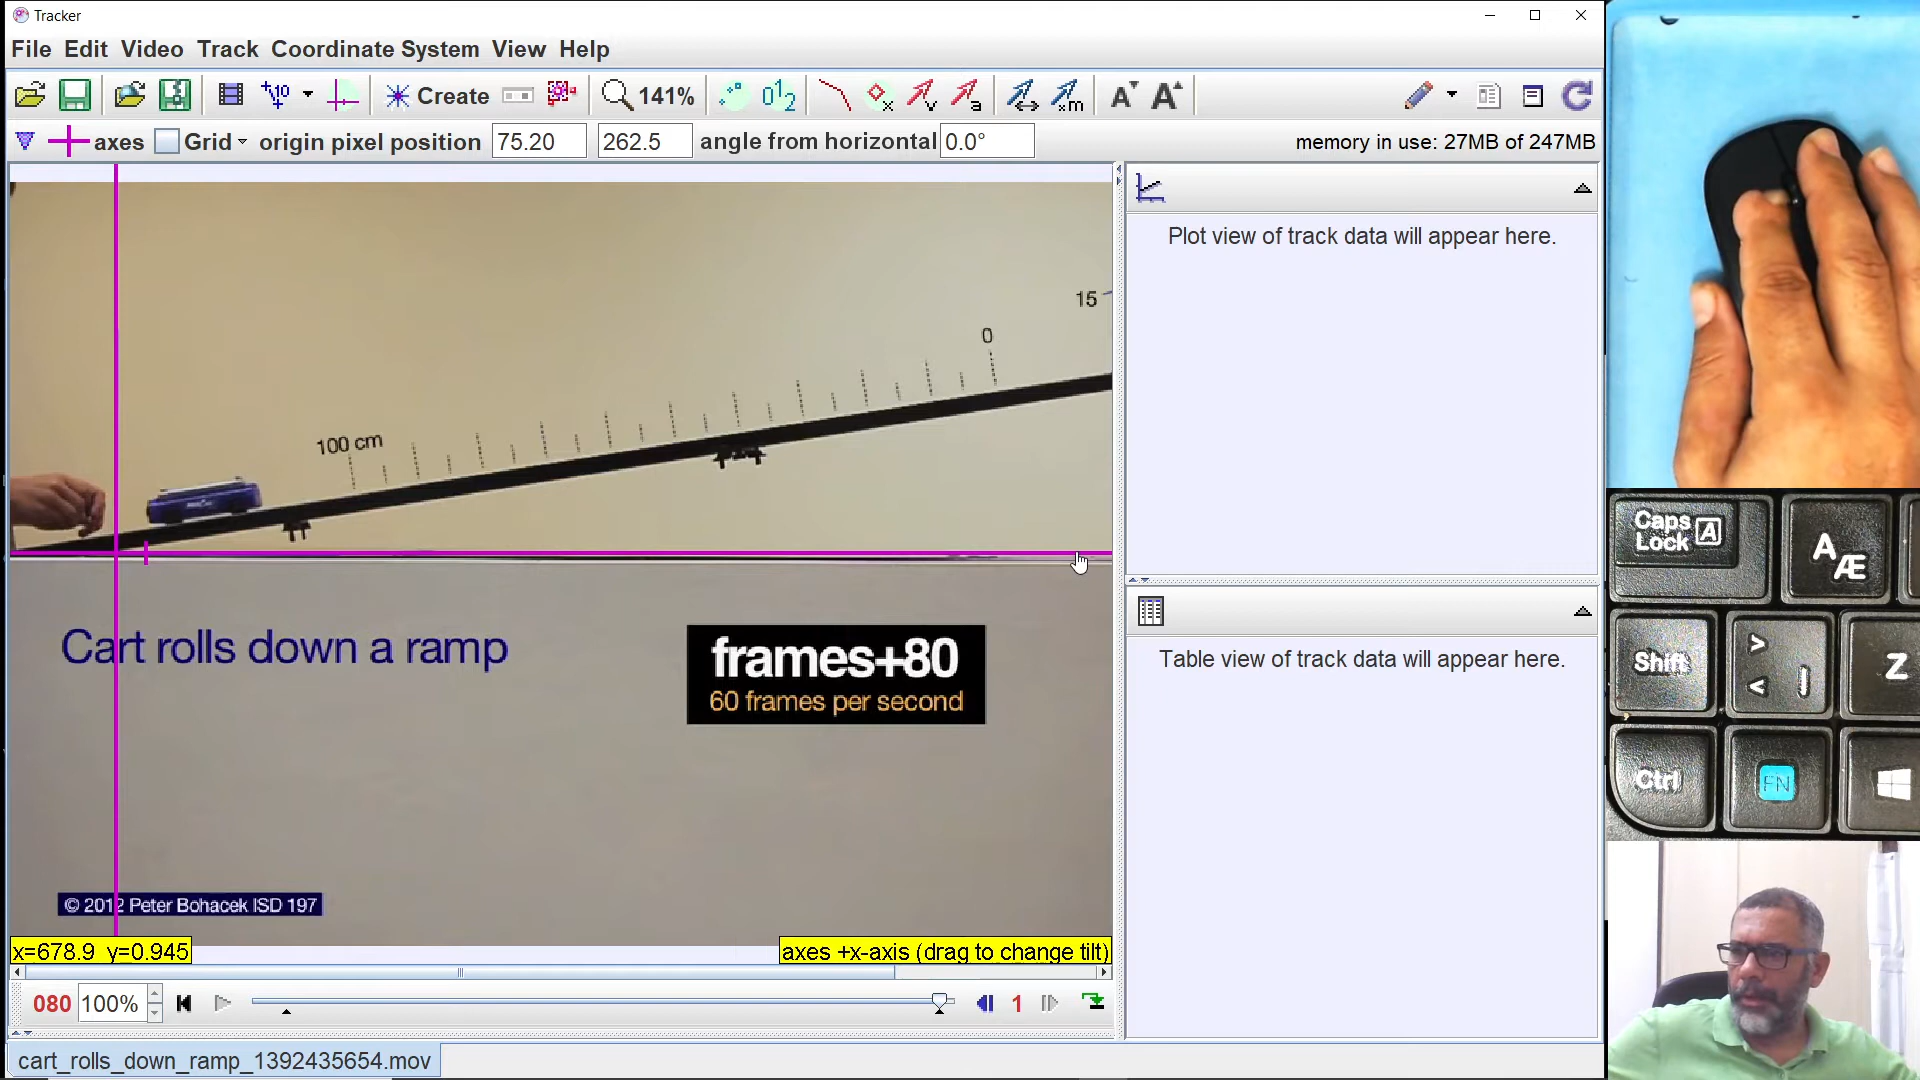 Tracker
File Edit Video Track Coordinate System View Help
Create 141%
axes Grid origin pixel position 75.20 262.5 angle from horizontal 0.0° memory in use: 27MB of 247MB
Plot view of track data will appear here.
15
0
100 cm
Cart rolls down a ramp
frames+80
60 frames per second
© 2012 Peter Bohacek ISD 197
Table view of track data will appear here.
x=678.9 y=0.945
axes +x-axis (drag to change tilt)
080 100% 1
cart_rolls_down_ramp_1392435654.mov
Caps Lock A
A Æ
Shift
> < |
Z
Ctrl
FN